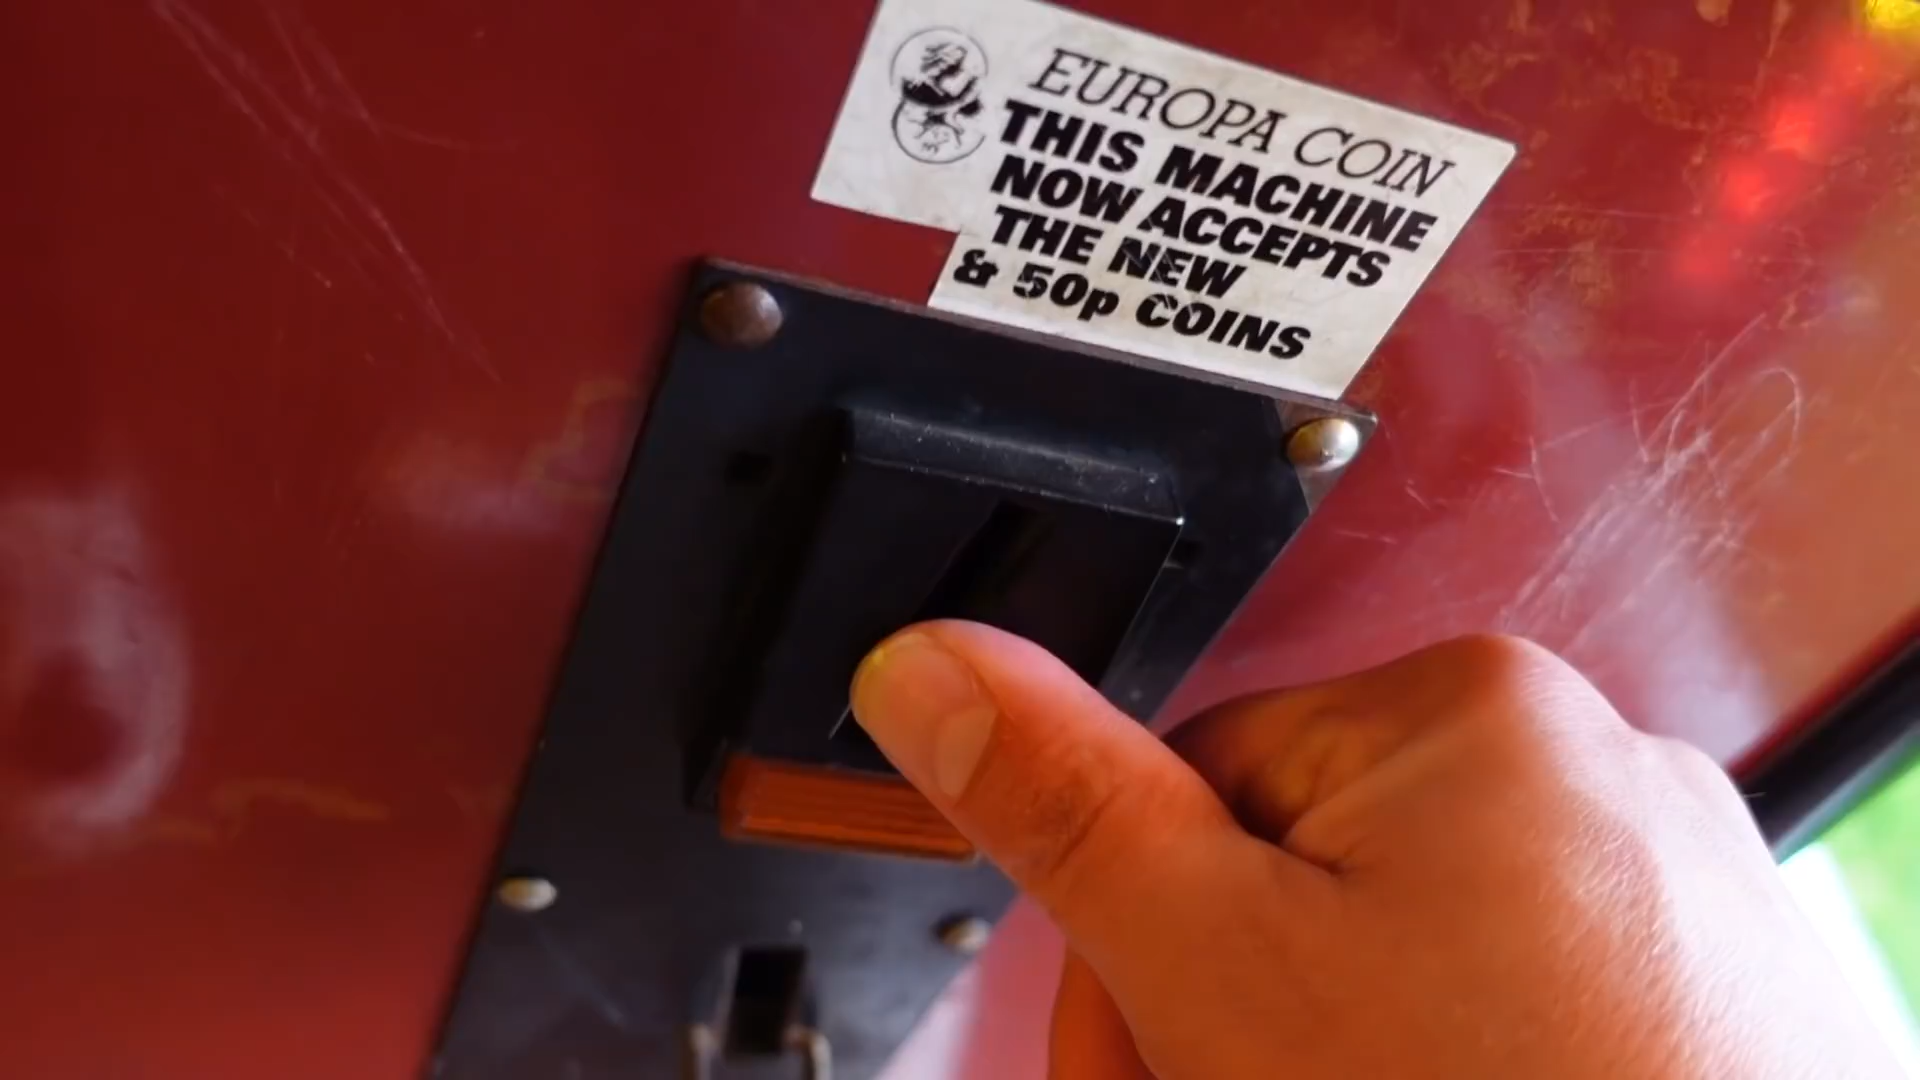 EUROPA COIN
THIS MACHINE
NOW ACCEPTS
THE NEW
& 50p COINS